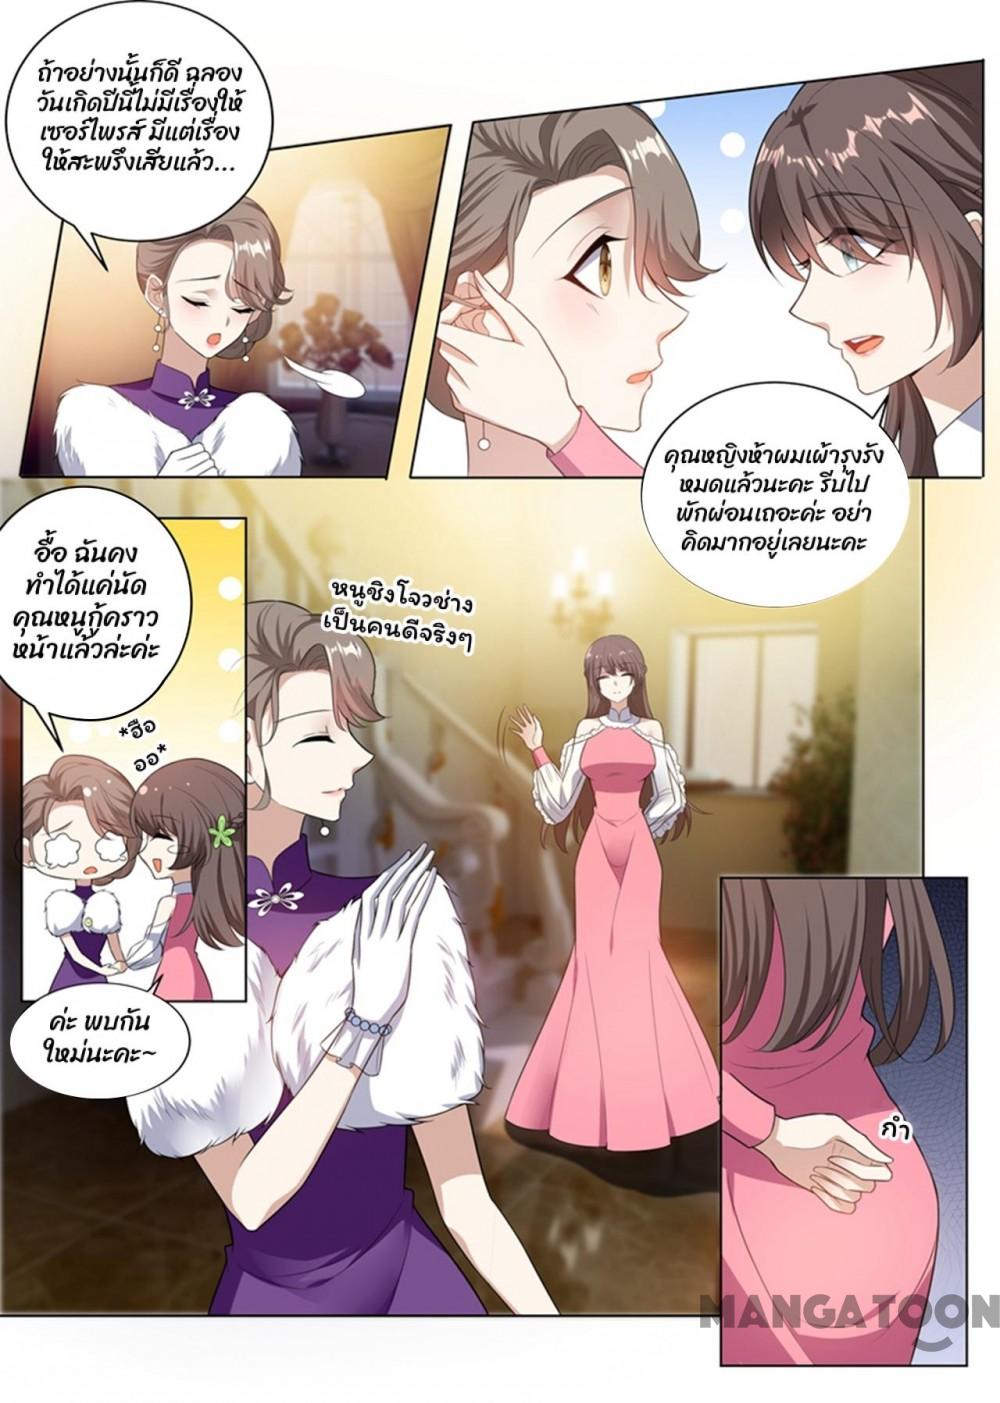 ถ้าอย่างนั้นก็ดี ฉลอง
วันเกิดปีนี้ไม่มีเรื่องให้
เซอร์ไพรส์ มีแต่เรื่อง
ให้สะพรึงเสียแล้ว...
คุณหญิงห้าผมเผ้ารุงรัง
หมดแล้วนะคะ รีบไป
พักผ่อนเถอะค่ะ อย่า
คิดมากอยู่เลยนะคะ
อื้อ ฉันคง
ทำได้แค่นัด
คุณหนูกู้คราว
หน้าแล้วล่ะค่ะ
หนูชิงโจวช่าง
เป็นคนดีจริงๆ
*ฮือ
ออ*
ค่ะ พบกัน
ใหม่นะคะ~
กำ
MANGATOON